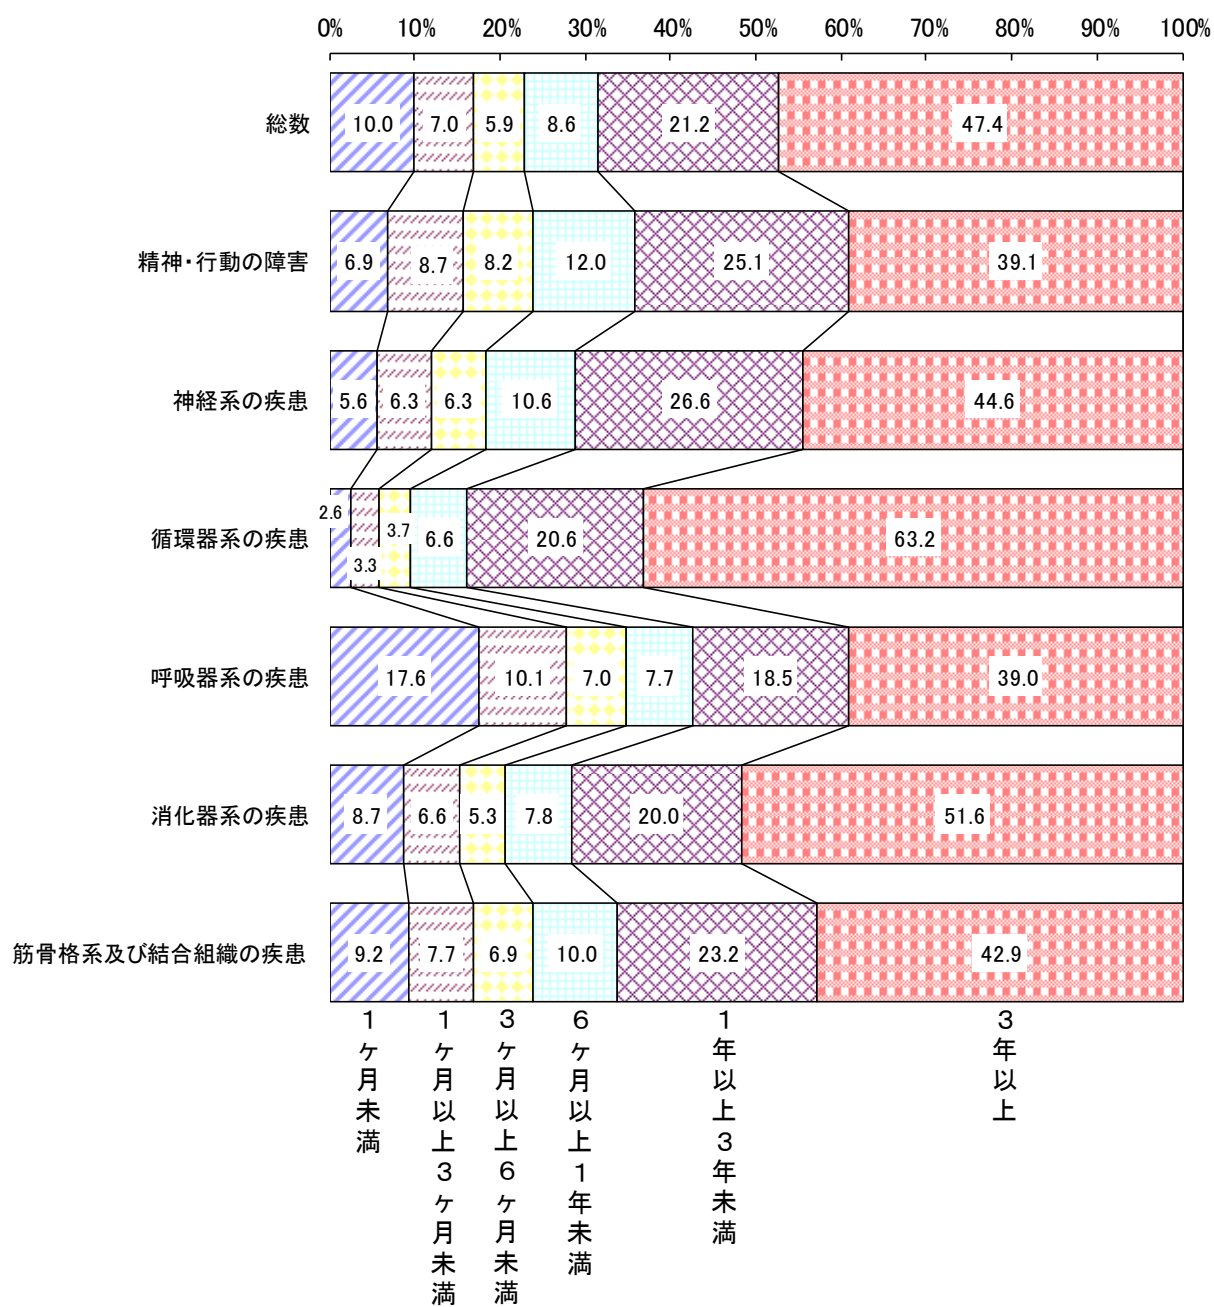 0% 10% 20% 30% 40% 50% 60% 70% 80% 90% 100%
総数 10.0 7.0 5.9 8.6 21.2 47.4
精神・行動の障害 6.9 8.7 8.2 12.0 25.1 39.1
神経系の疾患 5.6 6.3 6.3 10.6 26.6 44.6
循環器系の疾患 2.6 3.3 3.7 6.6 20.6 63.2
呼吸器系の疾患 17.6 10.1 7.0 7.7 18.5 39.0
消化器系の疾患 8.7 6.6 5.3 7.8 20.0 51.6
筋骨格系及び結合組織の疾患 9.2 7.7 6.9 10.0 23.2 42.9
1ヶ月未満
1ヶ月以上3ヶ月未満
3ヶ月以上6ヶ月未満
6ヶ月以上1年未満
1年以上3年未満
3年以上